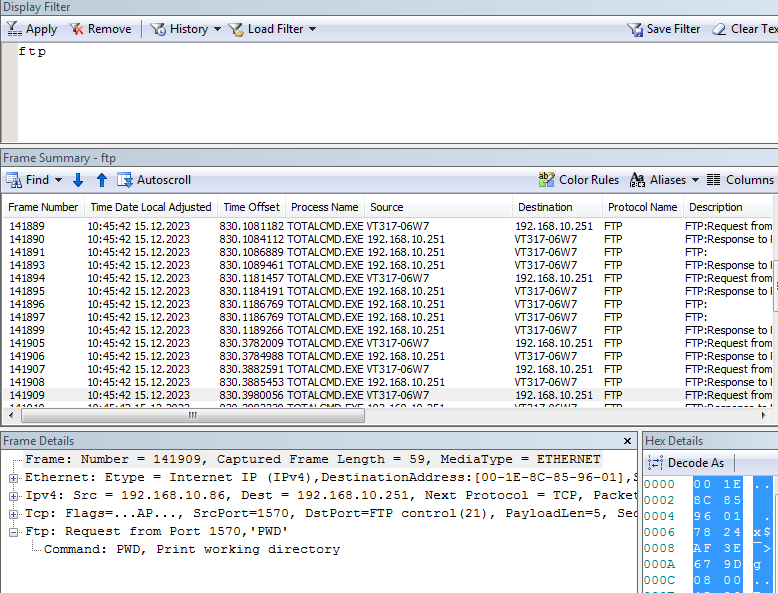 Display Filter
Apply Remove History Load Filter Save Filter Clear Tex
ftp
Frame Summary - ftp
Find Autoscroll Color Rules Aliases Columns
Frame Number Time Date Local Adjusted Time Offset Process Name Source Destination Protocol Name Description
141889 10:45:42 15.12.2023 830.1081182 TOTALCMD.EXE VT317-06W7 192.168.10.251 FTP FTP:Request from
141890 10:45:42 15.12.2023 830.1084112 TOTALCMD.EXE 192.168.10.251 VT317-06W7 FTP FTP:Response to
141891 10:45:42 15.12.2023 830.1086889 TOTALCMD.EXE 192.168.10.251 VT317-06W7 FTP FTP:
141893 10:45:42 15.12.2023 830.1089461 TOTALCMD.EXE 192.168.10.251 VT317-06W7 FTP FTP:Response to
141894 10:45:42 15.12.2023 830.1181457 TOTALCMD.EXE VT317-06W7 192.168.10.251 FTP FTP:Request from
141895 10:45:42 15.12.2023 830.1184191 TOTALCMD.EXE 192.168.10.251 VT317-06W7 FTP FTP:Response to
141896 10:45:42 15.12.2023 830.1186769 TOTALCMD.EXE 192.168.10.251 VT317-06W7 FTP FTP:
141897 10:45:42 15.12.2023 830.1186769 TOTALCMD.EXE 192.168.10.251 VT317-06W7 FTP FTP:
141899 10:45:42 15.12.2023 830.1189266 TOTALCMD.EXE 192.168.10.251 VT317-06W7 FTP FTP:Response to
141905 10:45:42 15.12.2023 830.3782009 TOTALCMD.EXE VT317-06W7 192.168.10.251 FTP FTP:Request from
141906 10:45:42 15.12.2023 830.3784988 TOTALCMD.EXE 192.168.10.251 VT317-06W7 FTP FTP:Response to
141907 10:45:42 15.12.2023 830.3882591 TOTALCMD.EXE VT317-06W7 192.168.10.251 FTP FTP:Request from
141908 10:45:42 15.12.2023 830.3885453 TOTALCMD.EXE 192.168.10.251 VT317-06W7 FTP FTP:Response to
141909 10:45:42 15.12.2023 830.3980056 TOTALCMD.EXE VT317-06W7 192.168.10.251 FTP FTP:Request from
Frame Details
Frame: Number = 141909, Captured Frame Length = 59, MediaType = ETHERNET
Ethernet: Etype = Internet IP (IPv4),DestinationAddress:[00-1E-8C-85-96-01],S
Ipv4: Src = 192.168.10.86, Dest = 192.168.10.251, Next Protocol = TCP, Packet
Tcp: Flags=...AP..., SrcPort=1570, DstPort=FTP control(21), PayloadLen=5, Sec
Ftp: Request from Port 1570,'PWD'
Command: PWD, Print working directory
Hex Details
Decode As
0000 00 1E ..
0002 8C 85
0004 96 01 .
0006 78 24 x$
0008 AF 3E ¯>
000A 67 9D g
000C 08 00 ..